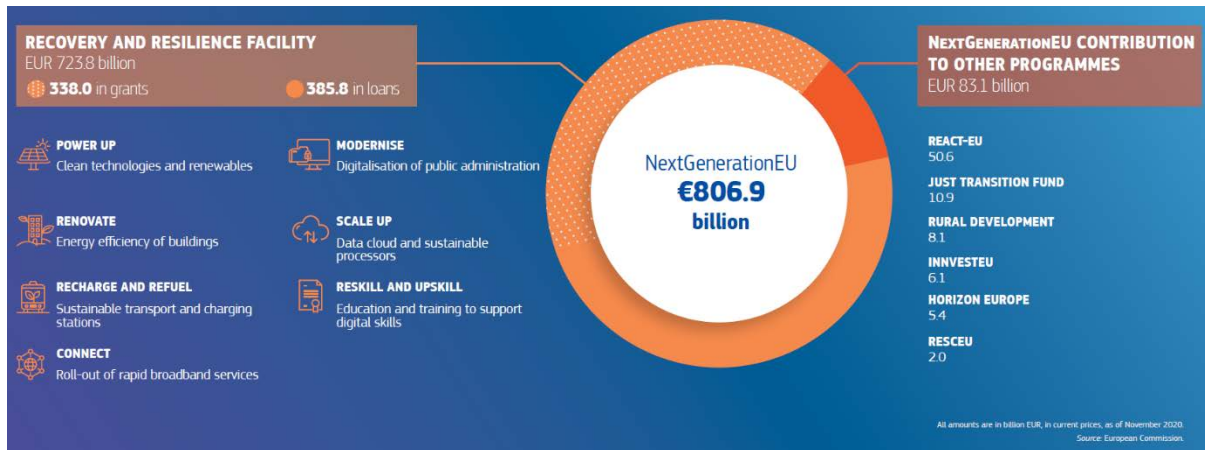 RECOVERY AND RESILIENCE FACILITY
EUR 723.8 billion
338.0 in grants
385.8 in loans
POWER UP
Clean technologies and renewables
MODERNISE
Digitalisation of public administration
RENOVATE
Energy efficiency of buildings
SCALE UP
Data cloud and sustainable
processors
RECHARGE AND REFUEL
Sustainable transport and charging
stations
RESKILL AND UPSKILL
Education and training to support
digital skills
CONNECT
Roll-out of rapid broadband services
NextGenerationEU
€806.9
billion
NEXTGENERATIONEU CONTRIBUTION
TO OTHER PROGRAMMES
EUR 83.1 billion
REACT-EU
50.6
JUST TRANSITION FUND
10.9
RURAL DEVELOPMENT
8.1
INNVESTEU
6.1
HORIZON EUROPE
5.4
RESCEU
2.0
All amounts are in billion EUR, in current prices, as of November 2020.
Source: European Commission.